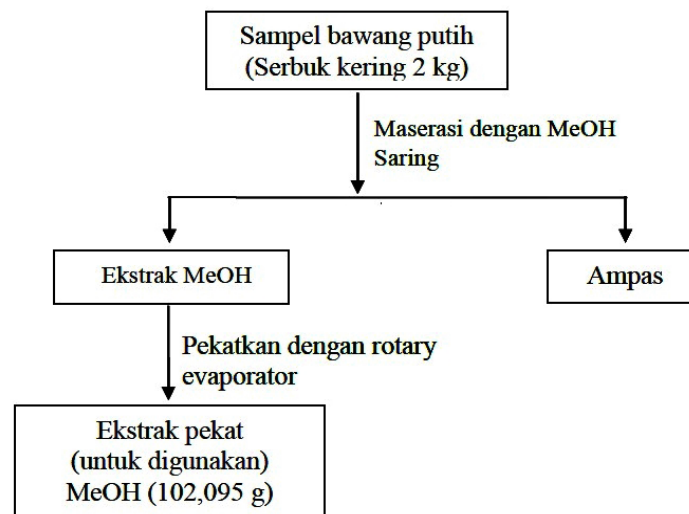 Sampel bawang putih
(Serbuk kering 2 kg)
Maserasi dengan MeOH
Saring
Ekstrak MeOH
Ampas
Pekatkan dengan rotary
evaporator
Ekstrak pekat
(untuk digunakan)
MeOH (102,095 g)